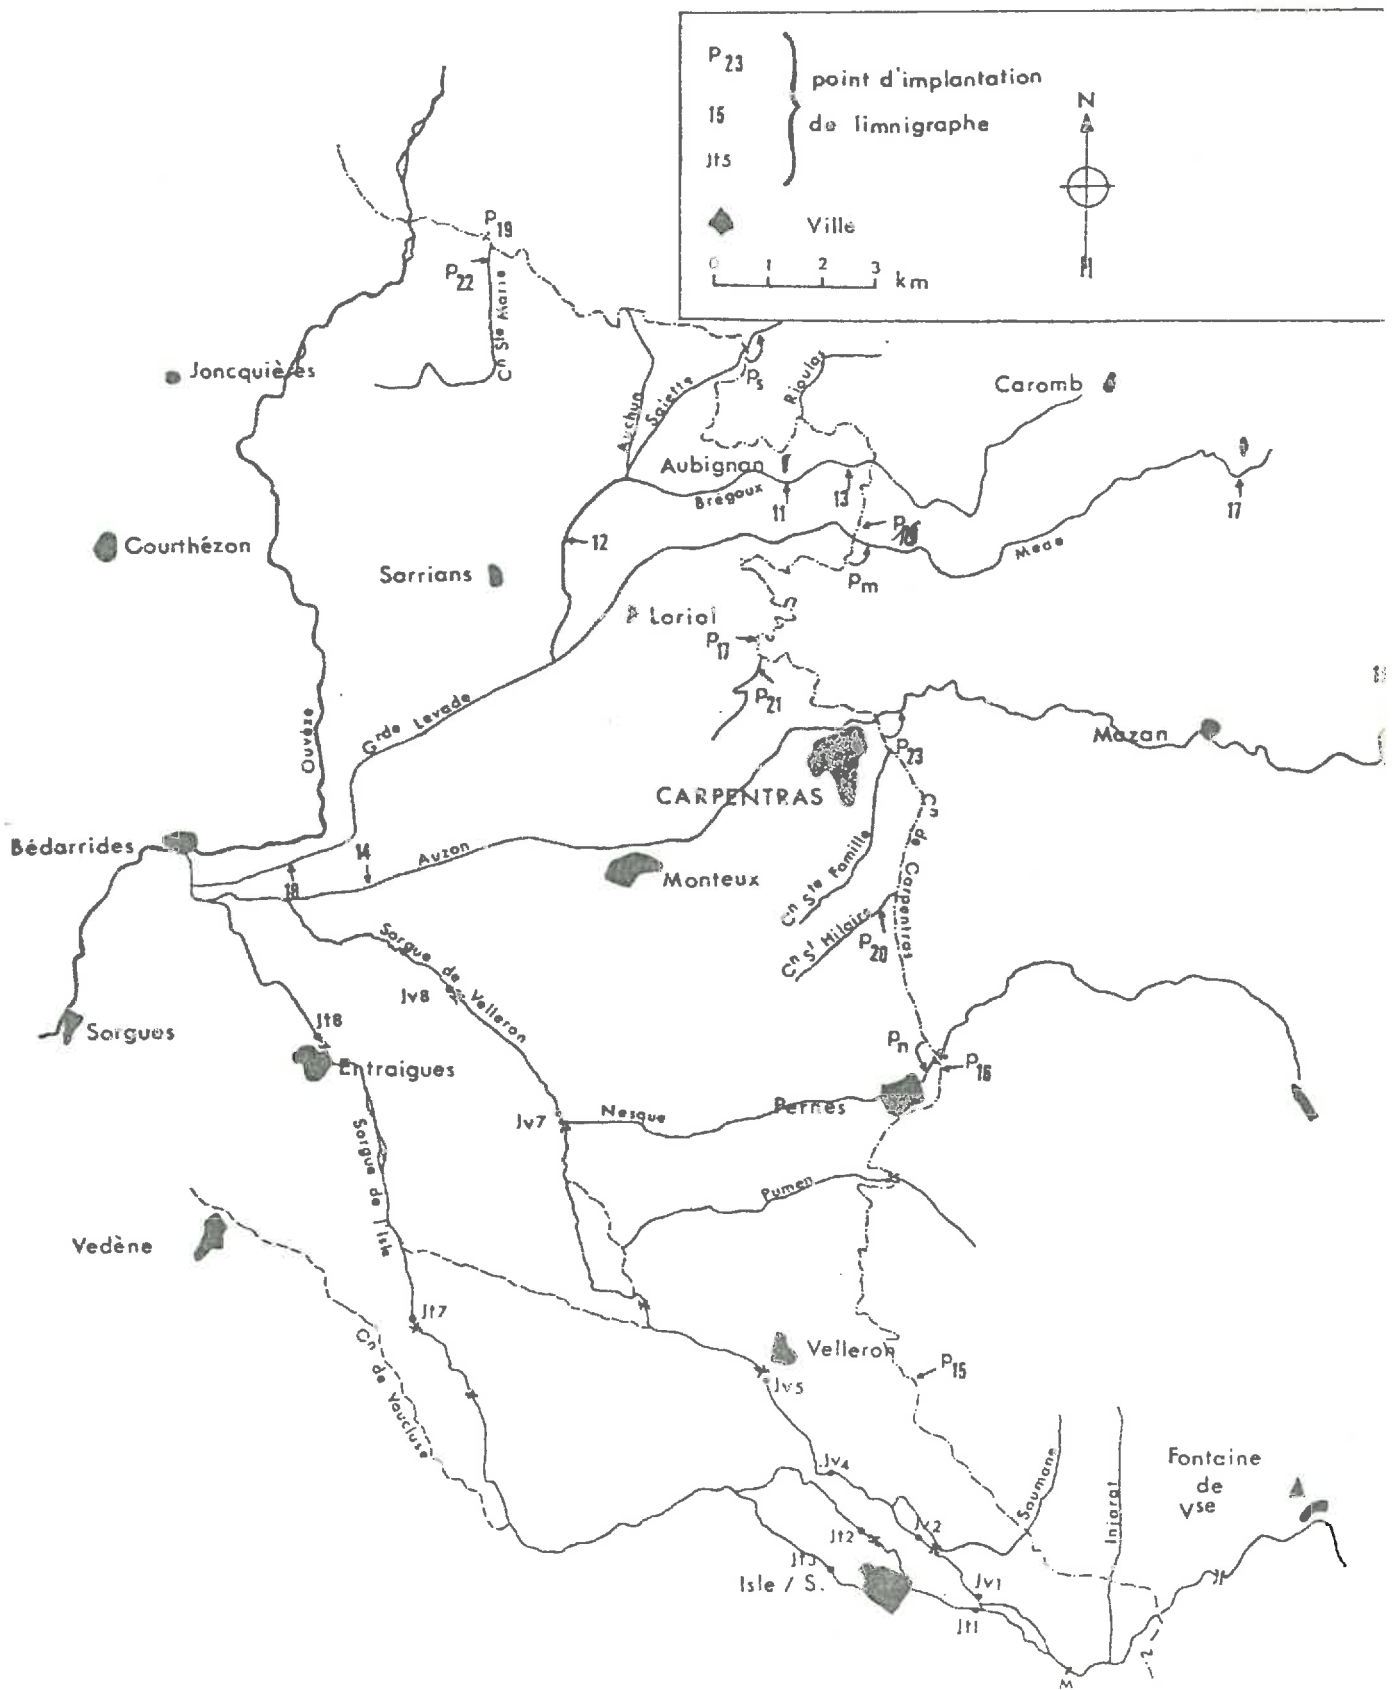 P23
15
Jt5
point d'implantation
de limnigraphe
N
Ville
0 1 2 3 km
P19
P22
Cn Ste Marie
Joncquières
Auchun
Salette
Ps
Rioulas
Caromb
Aubignan
Brégoux
11
13
17
Courthézon
12
Mede
Pm
Sarrians
Loriol
P17
P21
Ouvèze
Grde Levade
Mazan
P23
CARPENTRAS
Cn de Carpentras
Bédarrides
14
Auzon
Monteux
18
Cn Ste Famille
Cn St Hilaire
P20
Sorgue de Velleron
Jv8
Sorgues
Jt8
Entraigues
Pn
P16
Pernes
Nesque
Jv7
Sorgue de l'Isle
Pumen
Vedène
Jt7
Cn de Vaucluse
Velleron
P15
Jv5
Jv4
Soumane
Injarat
Fontaine
de
Vse
Jv2
Jt2
Jt3
Isle / S.
Jv1
Jt1
M